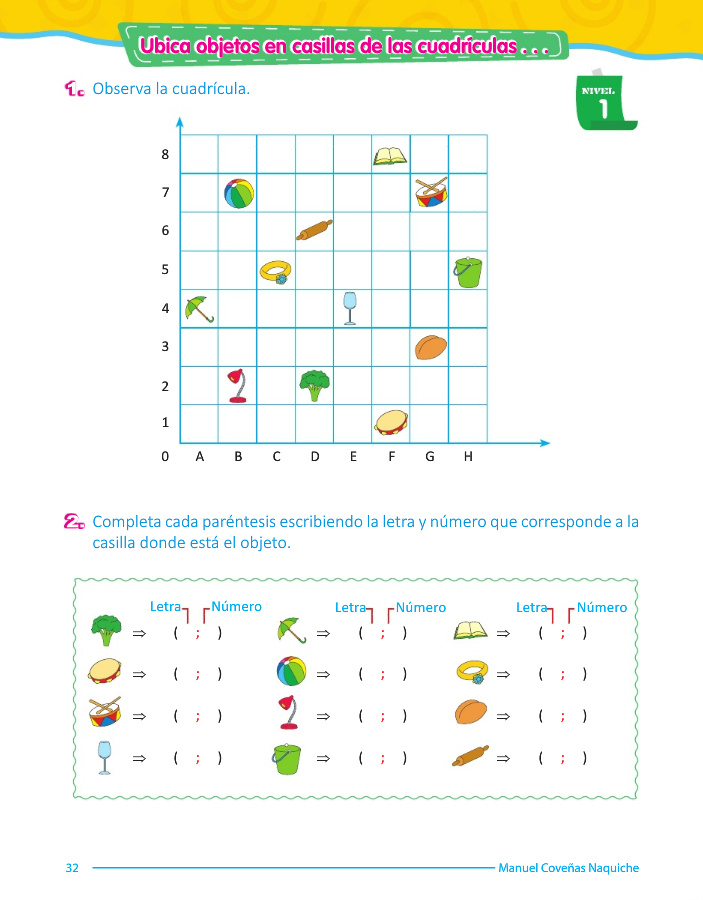 Ubica objetos en casillas de las cuadrículas . . .
1. Observa la cuadrícula.
NIVEL
1
8
7
6
5
4
3
2
1
0 A B C D E F G H
2. Completa cada paréntesis escribiendo la letra y número que corresponde a la
casilla donde está el objeto.
Letra Número Letra Número Letra Número
⇒ ( ; ) ⇒ ( ; ) ⇒ ( ; )
⇒ ( ; ) ⇒ ( ; ) ⇒ ( ; )
⇒ ( ; ) ⇒ ( ; ) ⇒ ( ; )
⇒ ( ; ) ⇒ ( ; ) ⇒ ( ; )
32 Manuel Coveñas Naquiche